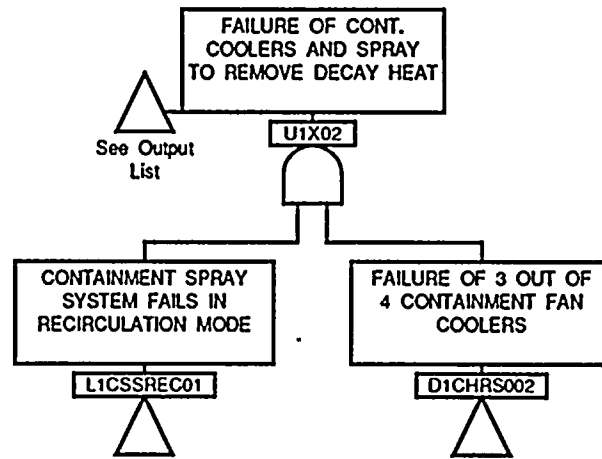 FAILURE OF CONT.
COOLERS AND SPRAY
TO REMOVE DECAY HEAT
U1X02
See Output
List
CONTAINMENT SPRAY
SYSTEM FAILS IN
RECIRCULATION MODE
L1CSSREC01
FAILURE OF 3 OUT OF
4 CONTAINMENT FAN
COOLERS
D1CHRS002